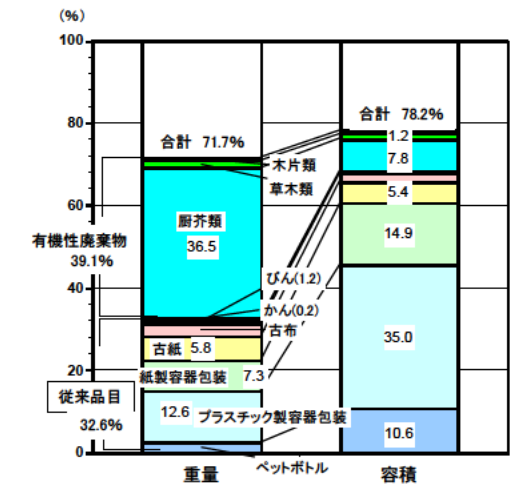 (%)
100
80
60
40
20
0
合計 71.7%
合計 78.2%
木片類
草木類
1.2
7.8
厨芥類
36.5
5.4
有機性廃棄物
39.1%
14.9
びん(1.2)
かん(0.2)
古布
35.0
古紙 5.8
紙製容器包装 7.3
従来品目
32.6%
12.6 プラスチック製容器包装
10.6
ペットボトル
重量
容積